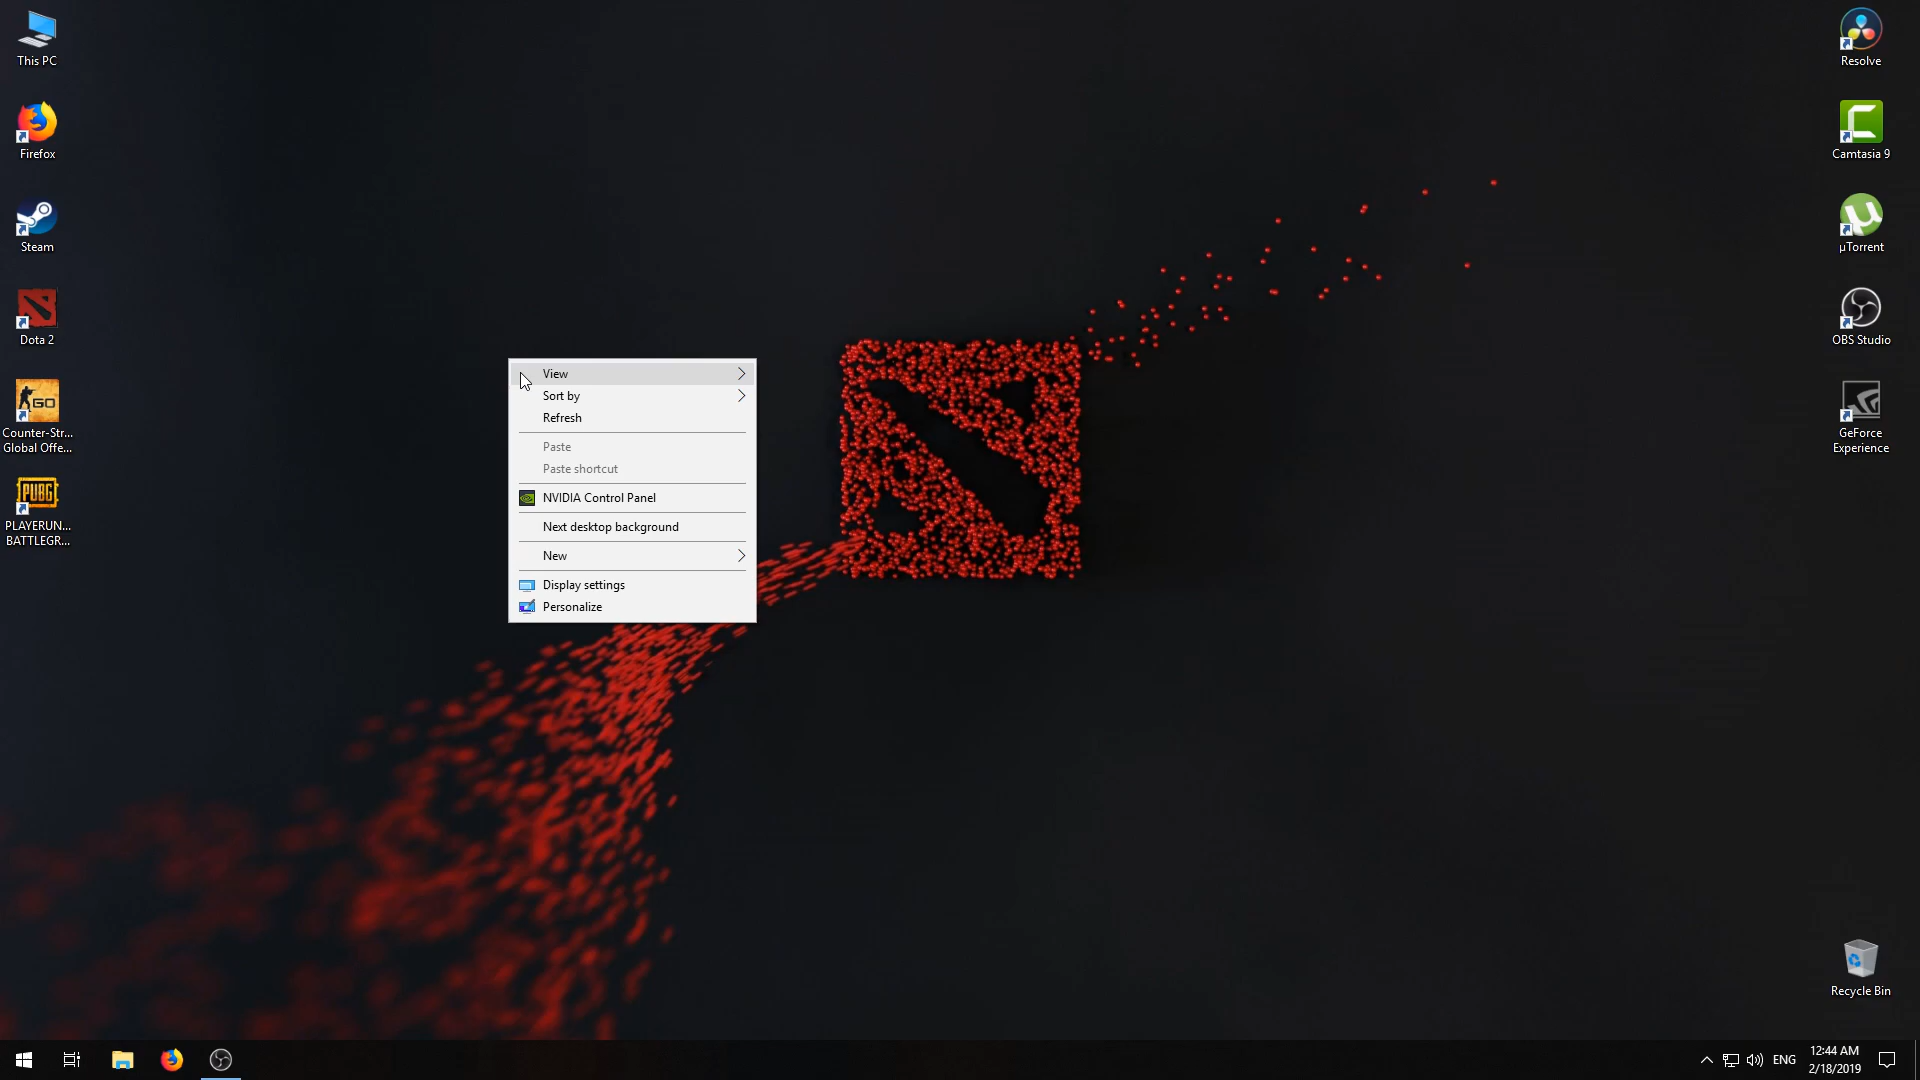 This PC
Firefox
Steam
Dota 2
GO
Counter-Str...
Global Offe...
PUBG
PLAYERUN...
BATTLEGR...
View
Sort by
Refresh
Paste
Paste shortcut
NVIDIA Control Panel
Next desktop background
New
Display settings
Personalize
Resolve
Camtasia 9
µTorrent
OBS Studio
GeForce
Experience
Recycle Bin
ENG
12:44 AM
2/18/2019